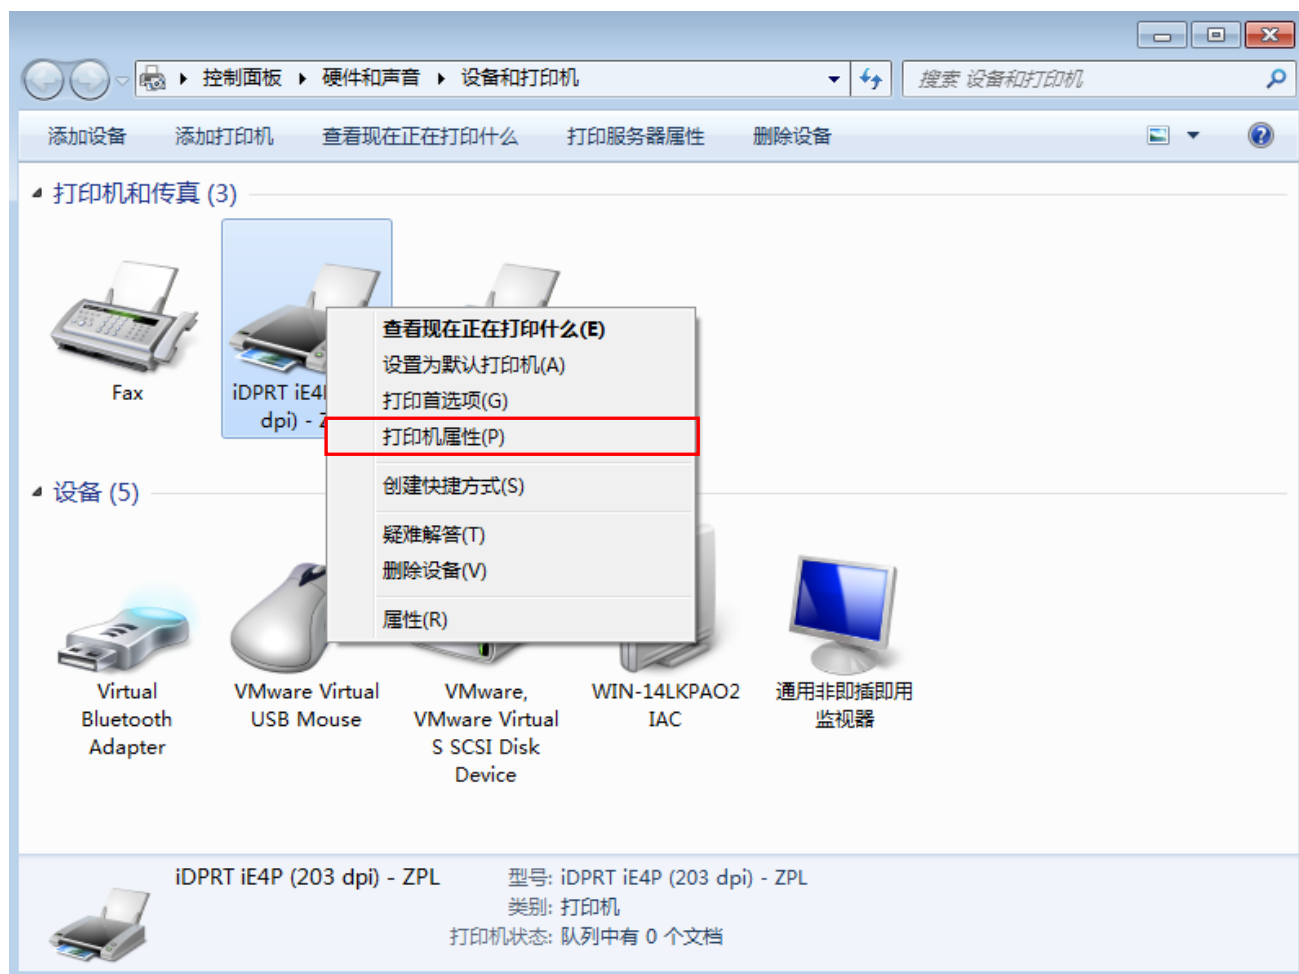 控制面板 硬件和声音 设备和打印机 搜索 设备和打印机
添加设备 添加打印机 查看现在正在打印什么 打印服务器属性 删除设备
打印机和传真 (3)
查看现在正在打印什么(E)
设置为默认打印机(A)
打印首选项(G)
打印机属性(P)
创建快捷方式(S)
疑难解答(T)
删除设备(V)
属性(R)
Fax
iDPRT iE4
dpi) -
设备 (5)
Virtual
Bluetooth
Adapter
VMware Virtual
USB Mouse
VMware,
VMware Virtual
S SCSI Disk
Device
WIN-14LKPAO2
IAC
通用非即插即用
监视器
iDPRT iE4P (203 dpi) - ZPL
型号: iDPRT iE4P (203 dpi) - ZPL
类别: 打印机
打印机状态: 队列中有 0 个文档